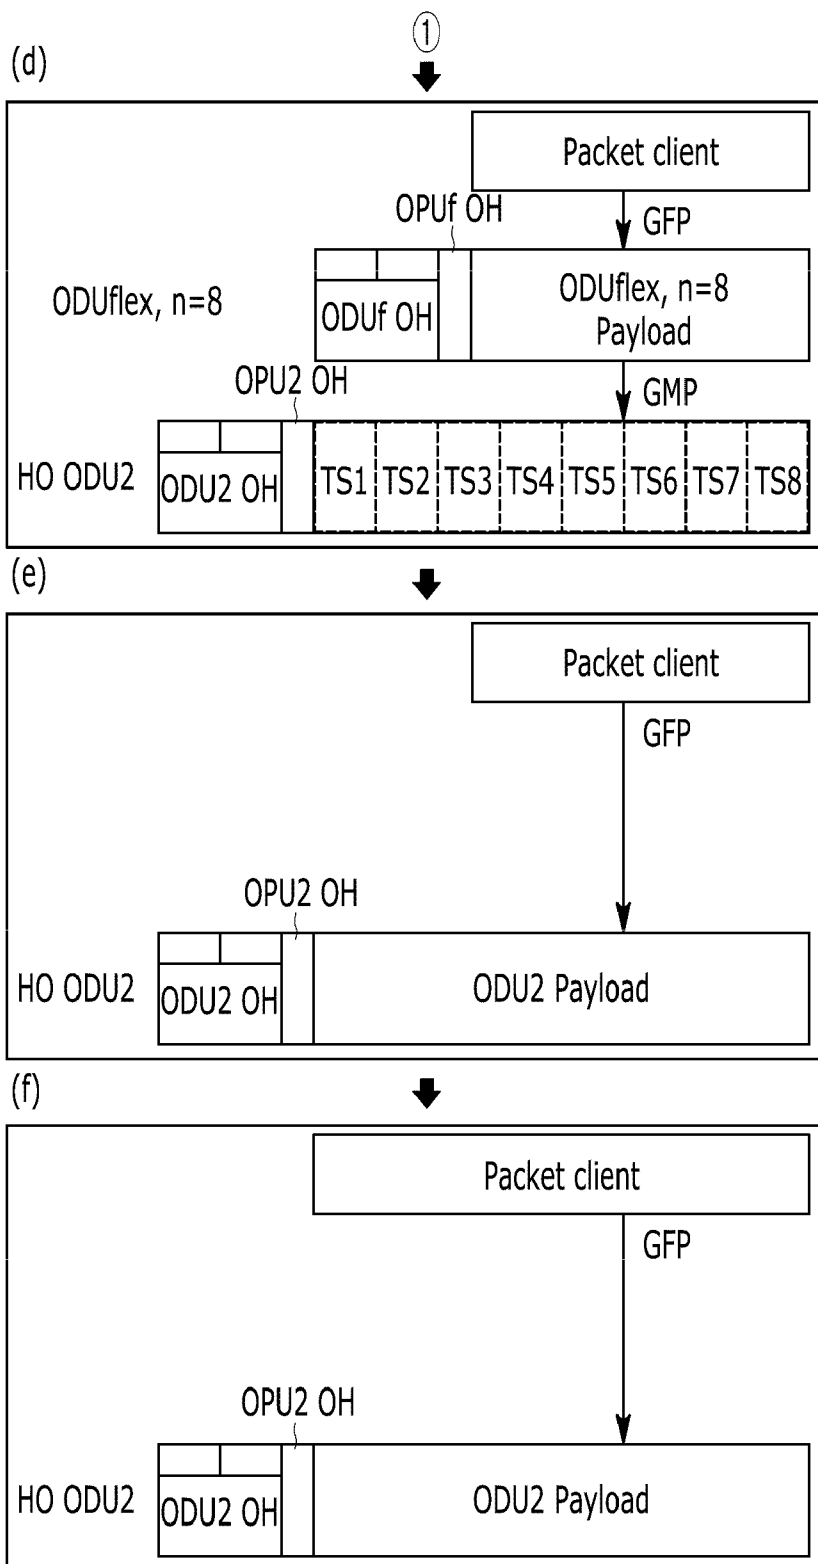 ①
(d)
Packet client
OPUf OH
GFP
ODUflex, n=8
ODUf OH
ODUflex, n=8
Payload
OPU2 OH
GMP
HO ODU2
ODU2 OH
TS1 TS2 TS3 TS4 TS5 TS6 TS7 TS8
(e)
Packet client
GFP
OPU2 OH
HO ODU2
ODU2 OH
ODU2 Payload
(f)
Packet client
GFP
OPU2 OH
HO ODU2
ODU2 OH
ODU2 Payload